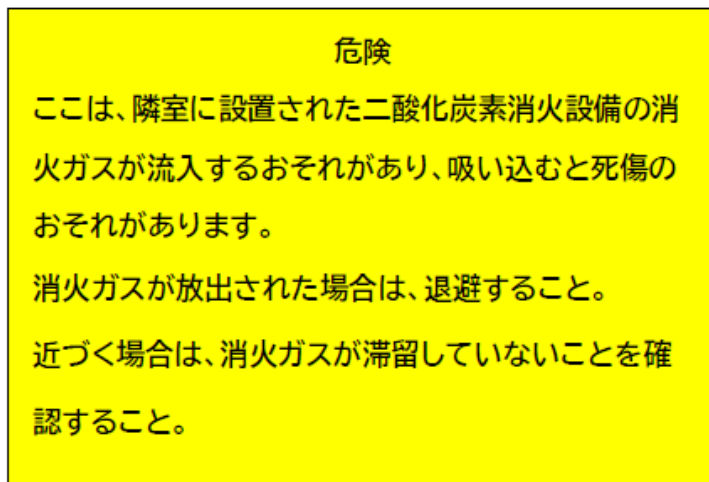 危険
ここは、隣室に設置された二酸化炭素消火設備の消
火ガスが流入するおそれがあり、吸い込むと死傷の
おそれがあります。
消火ガスが放出された場合は、退避すること。
近づく場合は、消火ガスが滞留していないことを確
認すること。